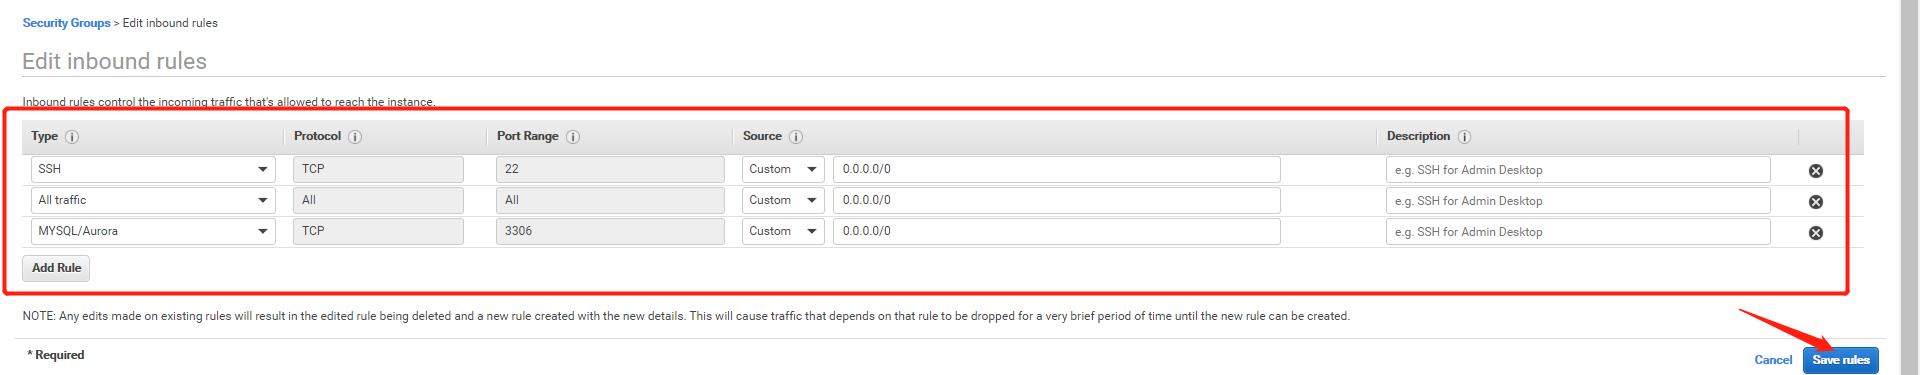 Security Groups > Edit inbound rules
Edit inbound rules
Inbound rules control the incoming traffic that's allowed to reach the instance.
Type Protocol Port Range Source Description
SSH TCP 22 Custom 0.0.0.0/0 e.g. SSH for Admin Desktop
All traffic All All Custom 0.0.0.0/0 e.g. SSH for Admin Desktop
MYSQL/Aurora TCP 3306 Custom 0.0.0.0/0 e.g. SSH for Admin Desktop
Add Rule
NOTE: Any edits made on existing rules will result in the edited rule being deleted and a new rule created with the new details. This will cause traffic that depends on that rule to be dropped for a very brief period of time until the new rule can be created.
* Required
Cancel Save rules